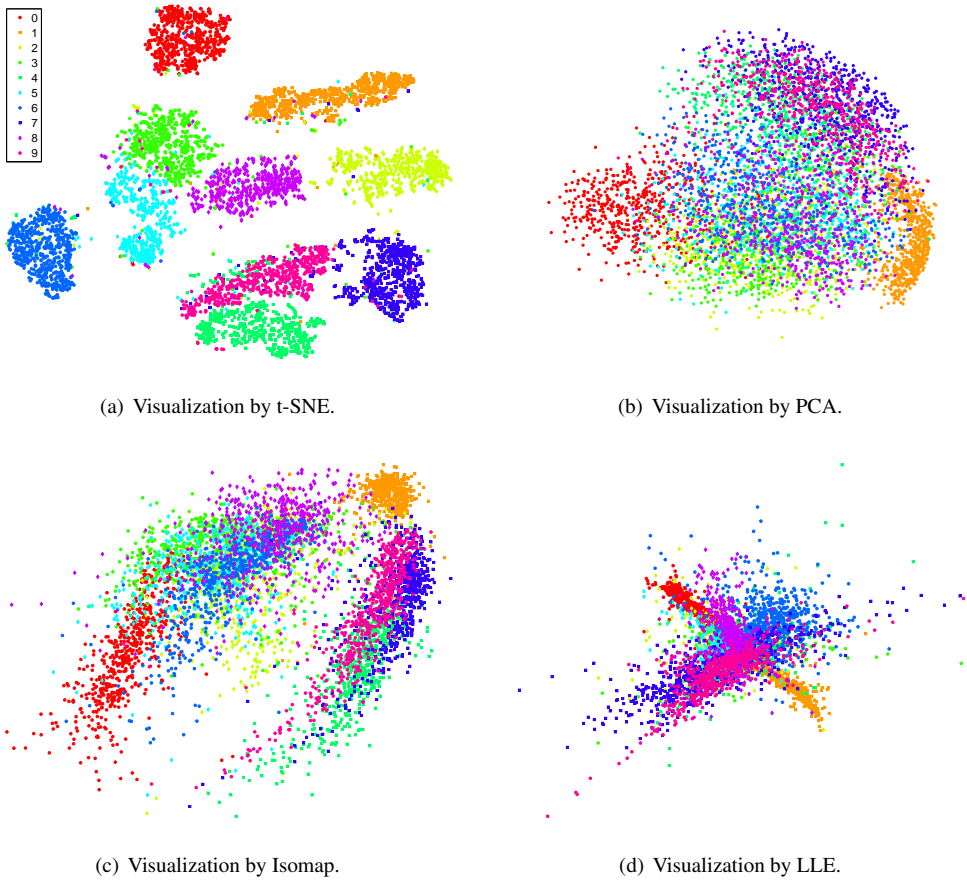 0
1
2
3
4
5
6
7
8
9
(a) Visualization by t-SNE.
(b) Visualization by PCA.
(c) Visualization by Isomap.
(d) Visualization by LLE.